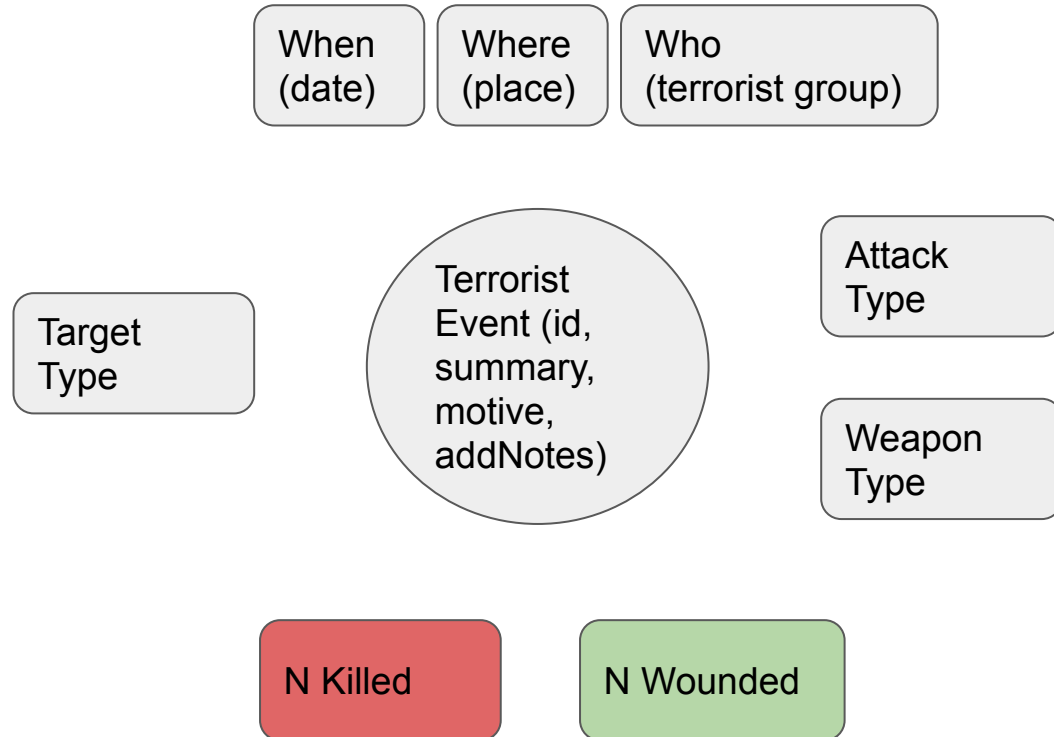 When
(date)
Where
(place)
Who
(terrorist group)
Target
Type
Terrorist
Event (id,
summary,
motive,
addNotes)
Attack
Type
Weapon
Type
N Killed
N Wounded